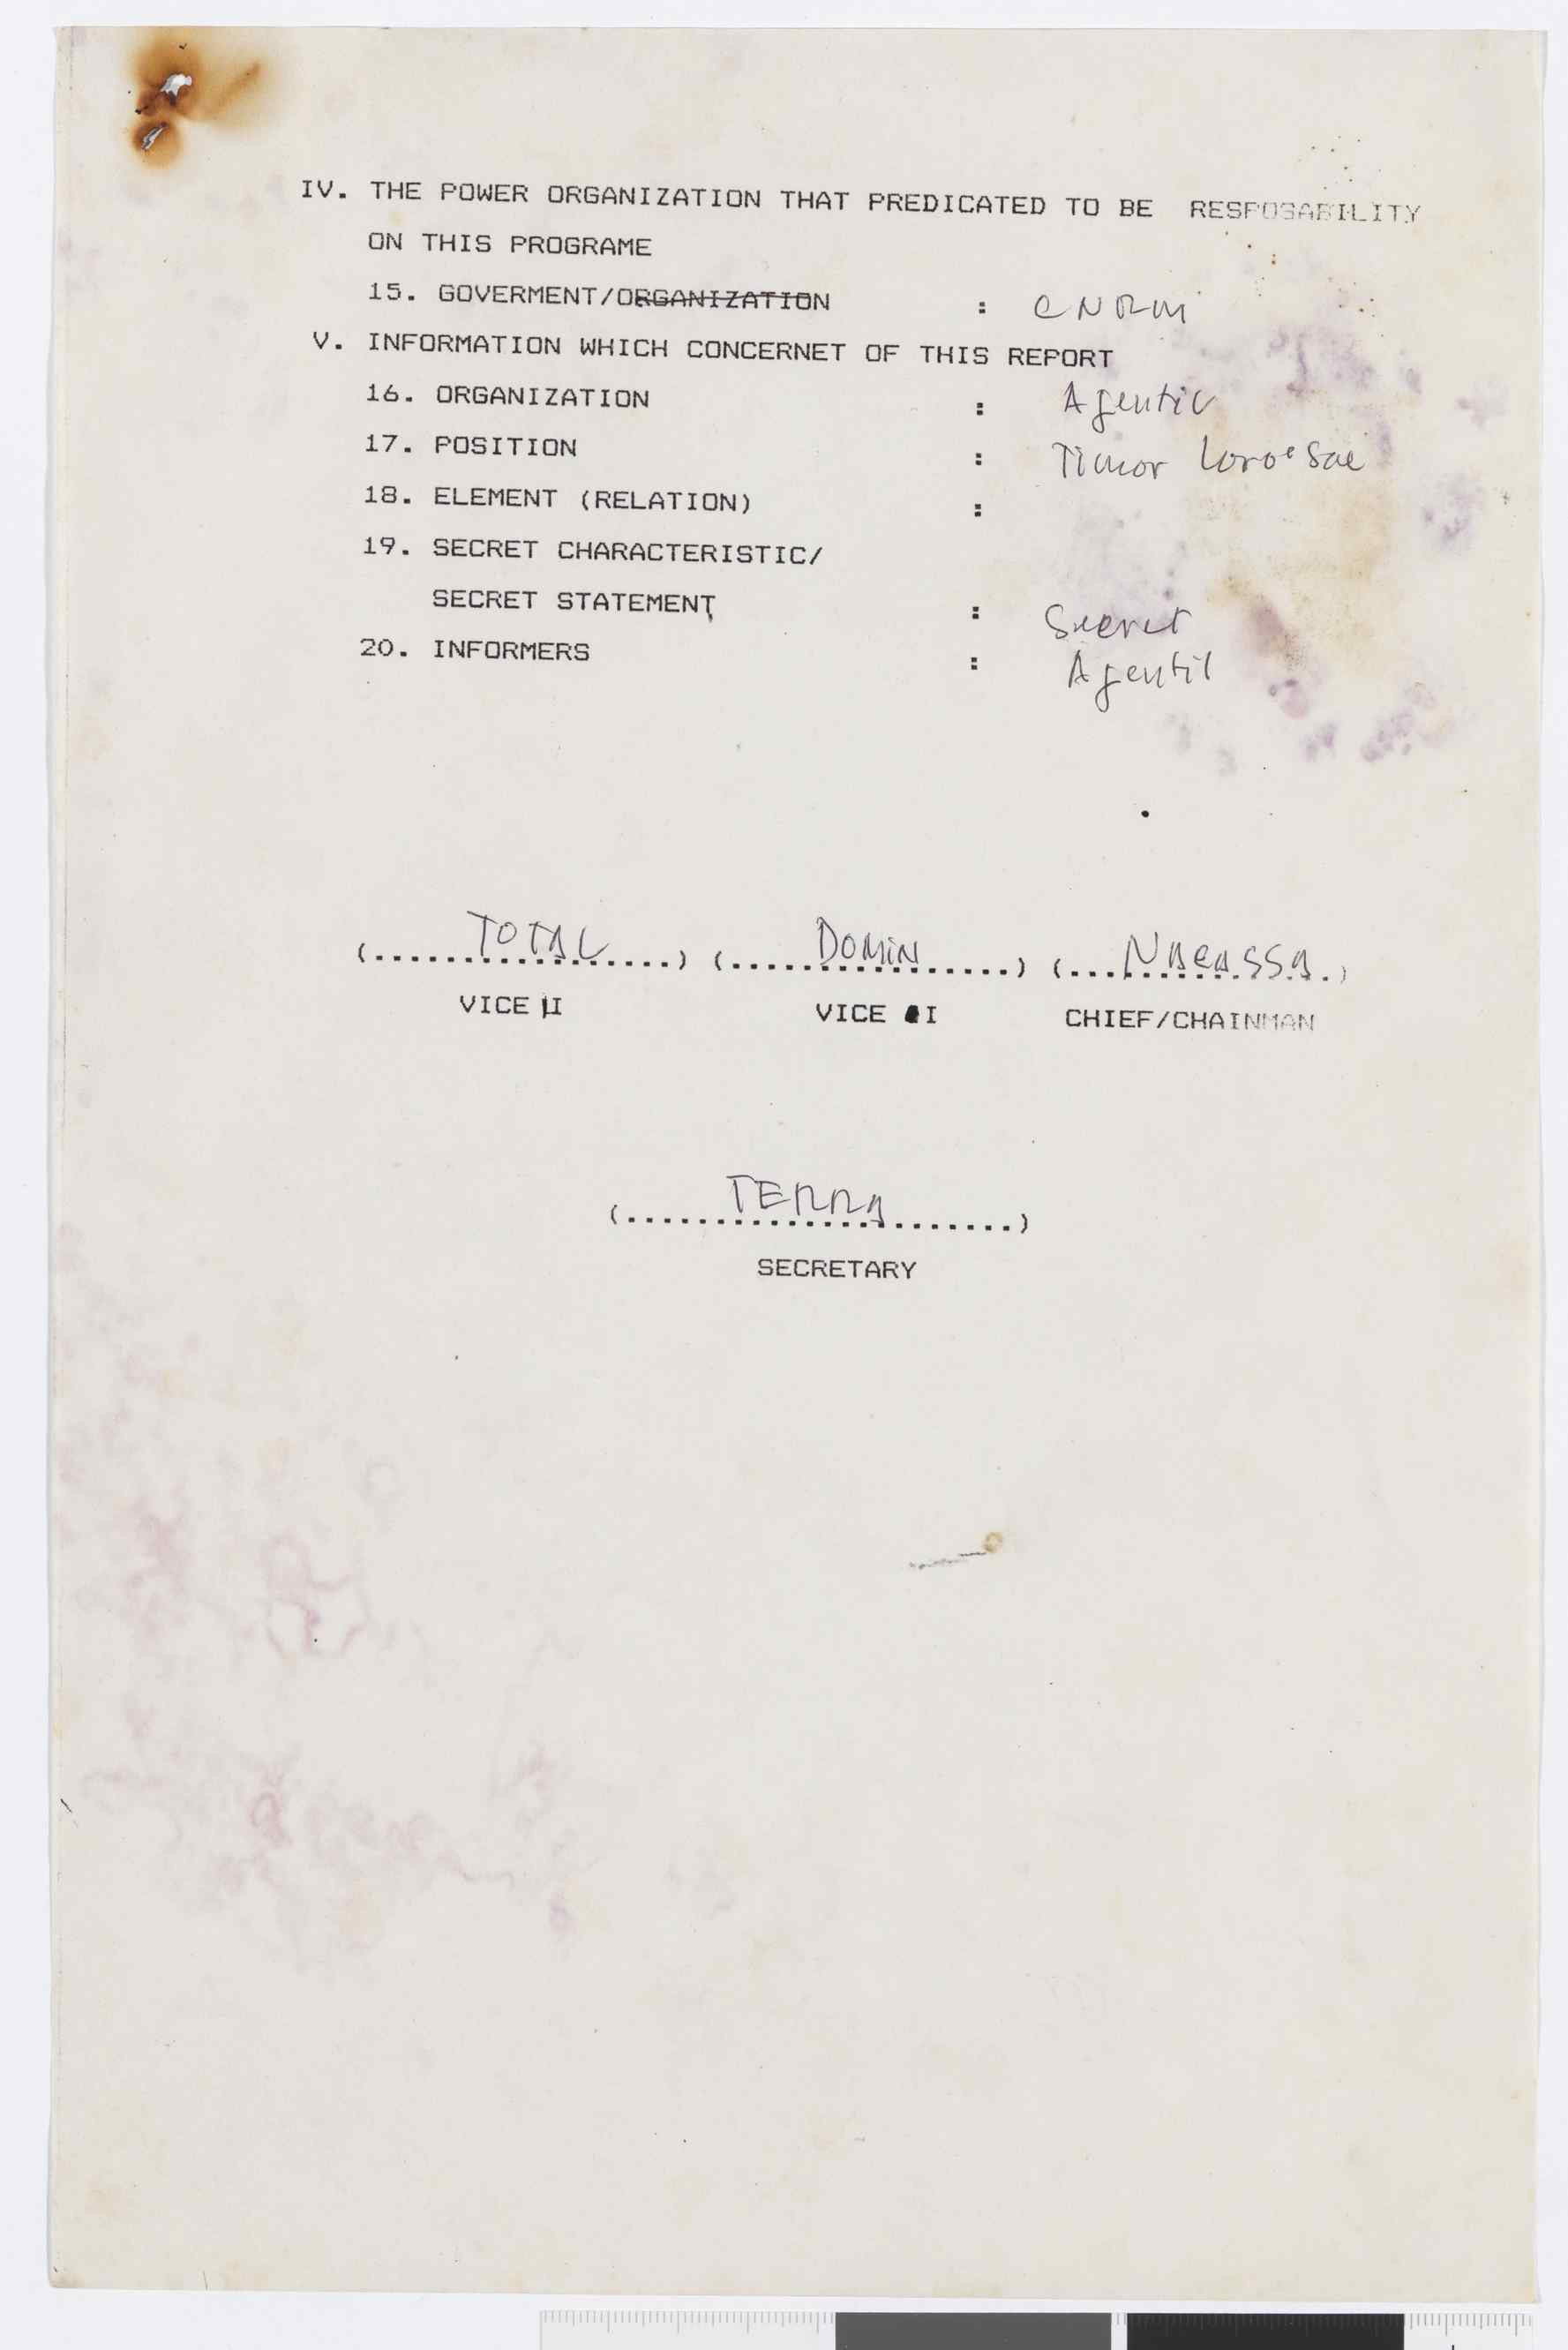 IV. THE POWER ORGANIZATION THAT PREDICATED TO BE RESPOSABILITY
ON THIS PROGRAME
15. GOVERMENT/ORGANIZATION : CNRM
V. INFORMATION WHICH CONCERNET OF THIS REPORT
16. ORGANIZATION : Agentic
17. POSITION : Timor Loro Sae
18. ELEMENT (RELATION) :
19. SECRET CHARACTERISTIC/
SECRET STATEMENT : Secret
20. INFORMERS : Agentil
(.....TOTAL.....) (.....DOMIN.....) (.....NACASSA.....)
VICE II VICE I CHIEF/CHAINMAN
(.....TERRA.....)
SECRETARY